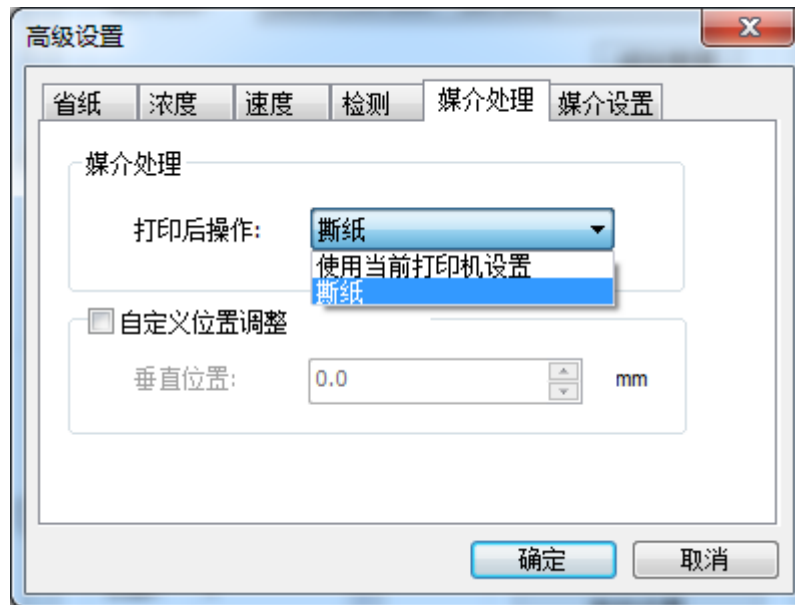 高级设置
省纸 浓度 速度 检测 媒介处理 媒介设置
媒介处理
打印后操作: 撕纸
使用当前打印机设置
撕纸
自定义位置调整
垂直位置: 0.0 mm
确定 取消